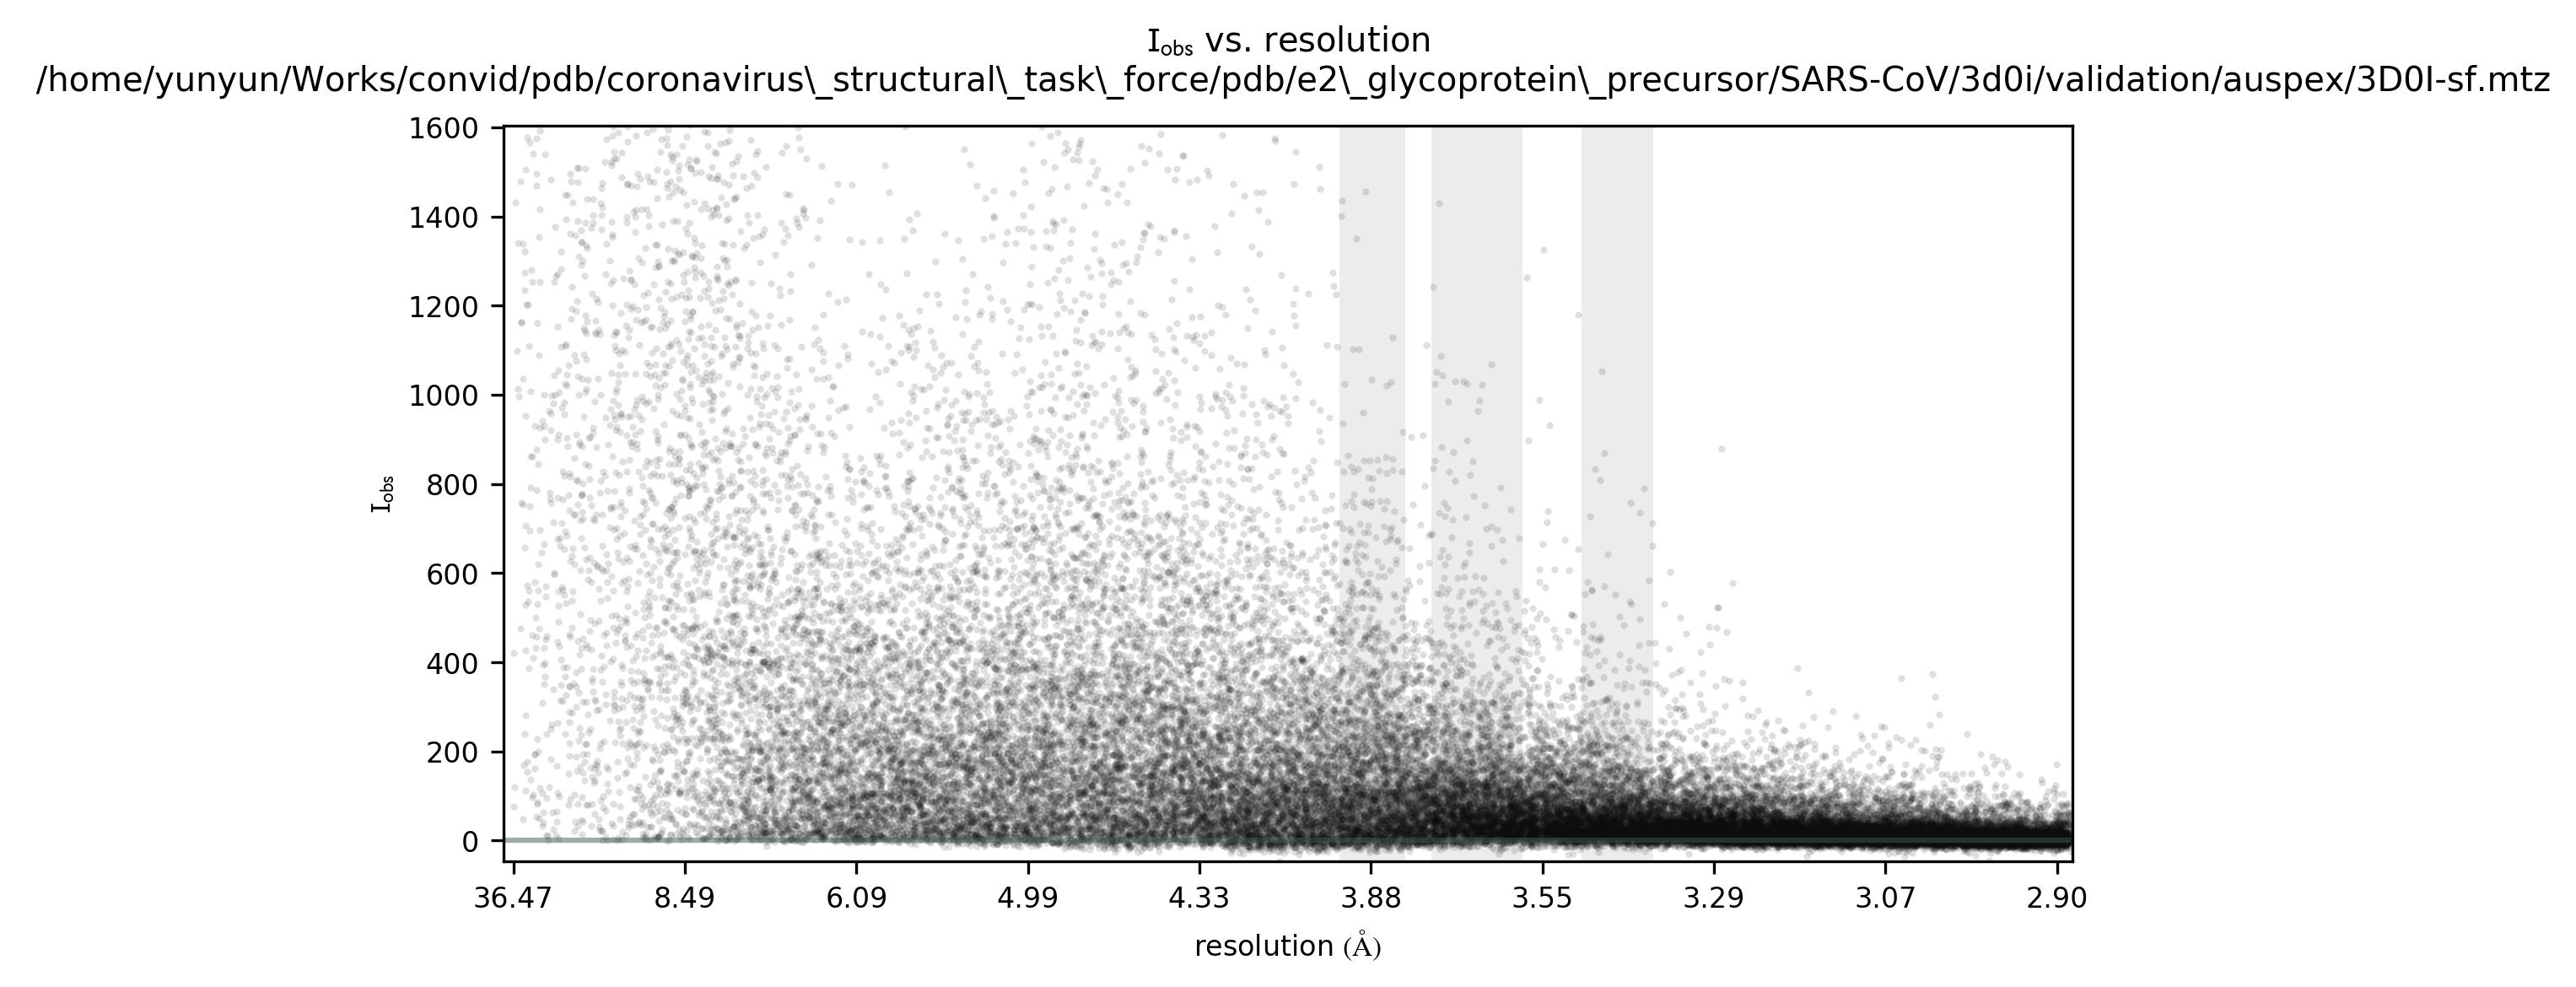 I_obs vs. resolution
/home/yunyun/Works/convid/pdb/coronavirus\_structural\_task\_force/pdb/e2\_glycoprotein\_precursor/SARS-CoV/3d0i/validation/auspex/3D0I-sf.mtz
1600
1400
1200
1000
800
600
400
200
0
I_obs
36.47 8.49 6.09 4.99 4.33 3.88 3.55 3.29 3.07 2.90
resolution (Å)